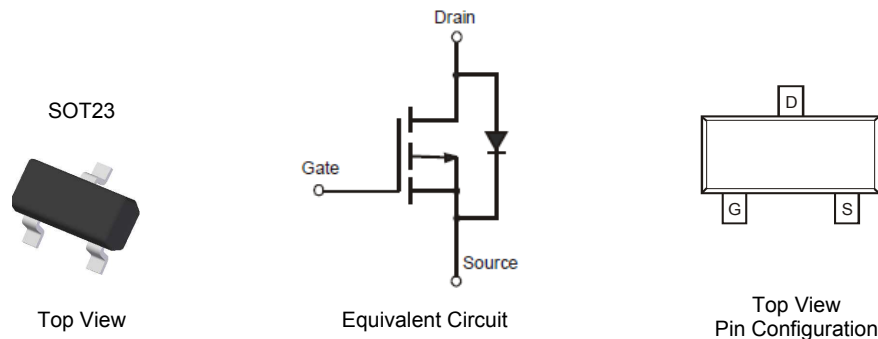 SOT23
Top View
Drain
Gate
Source
Equivalent Circuit
D
G
S
Top View
Pin Configuration